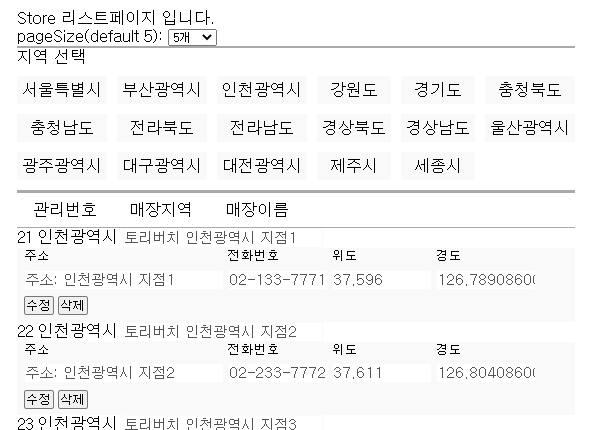 Store 리스트페이지 입니다.
pageSize(default 5): 5개
지역 선택
서울특별시 부산광역시 인천광역시 강원도 경기도 충청북도
충청남도 전라북도 전라남도 경상북도 경상남도 울산광역시
광주광역시 대구광역시 대전광역시 제주시 세종시
관리번호 매장지역 매장이름
21 인천광역시 토리버치 인천광역시 지점1
주소 전화번호 위도 경도
주소: 인천광역시 지점1 02-133-7771 37,596 126,78908600
수정 삭제
22 인천광역시 토리버치 인천광역시 지점2
주소 전화번호 위도 경도
주소: 인천광역시 지점2 02-233-7772 37,611 126,80408600
수정 삭제
23 인천광역시 토리버치 인천광역시 지점3